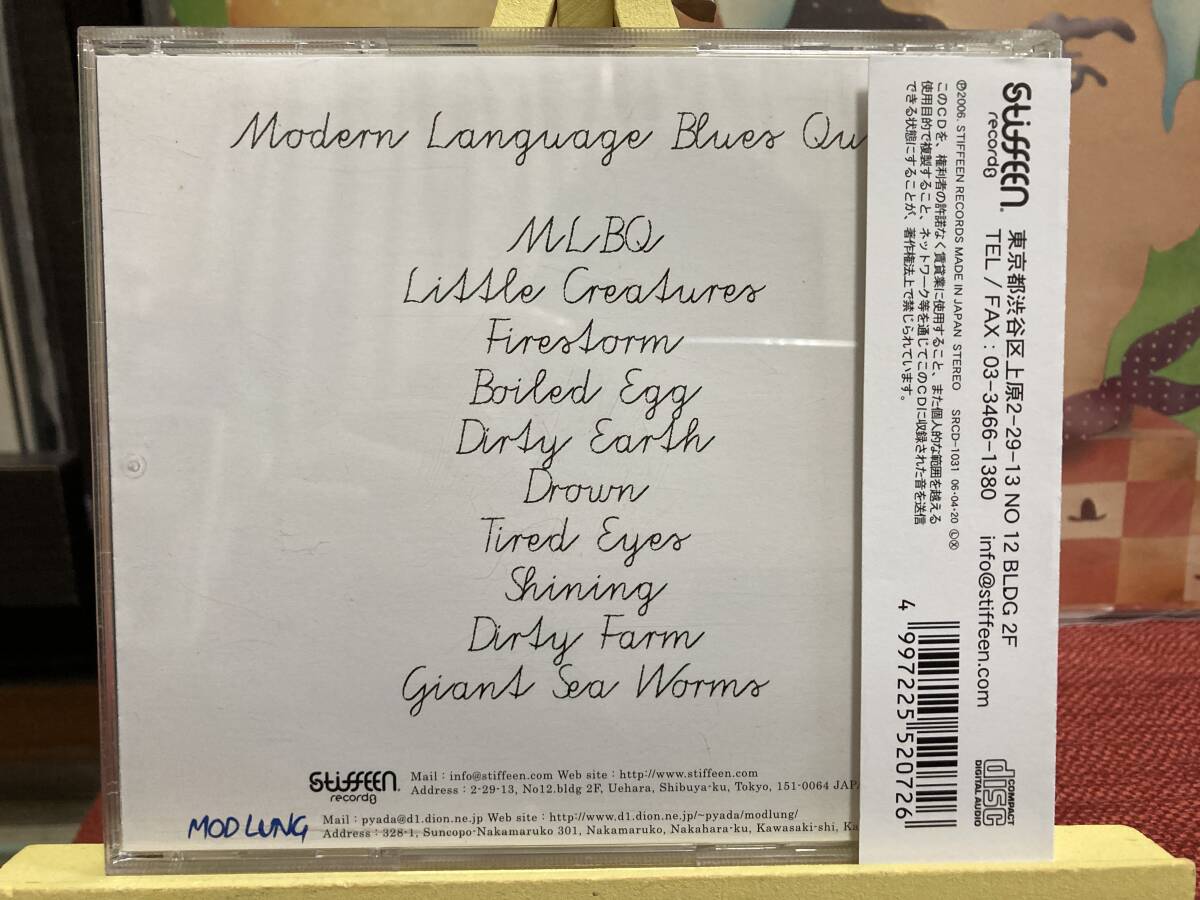 Modern Language Blues Qu
MLBQ
Little Creatures
Firestorm
Boiled Egg
Dirty Earth
Drown
Tired Eyes
Shining
Dirty Farm
Giant Sea Worms
stiffEEN records
Mail : info@stiffeen.com Web site : http://www.stiffeen.com
Address : 2-29-13, No12.bldg 2F, Uehara, Shibuya-ku, Tokyo, 151-0064 JAPA
MOD LUNG
Mail : pyada@d1.dion.ne.jp Web site : http://www.d1.dion.ne.jp/~pyada/modlung/
Address : 328-1, Suncopo-Nakamaruko 301, Nakamaruko, Nakahara-ku, Kawasaki-shi, Ka
stiffEEN records
東京都渋谷区上原2-29-13 NO 12 BLDG 2F
TEL / FAX : 03-3466-1380 info@stiffeen.com
Ⓟ2006. STIFFEEN RECORDS MADE IN JAPAN STEREO SRCD-1031 06・04・20 Ⓒ Ⓧ
このCDを、権利者の許諾なく賃貸業に使用すること、また個人的な範囲を越える
使用目的で複製すること、ネットワーク等を通じてこのCDに収録された音を送信
できる状態にすることが、著作権法上で禁じられています。
4 997225 520726
COMPACT
disc
DIGITAL AUDIO